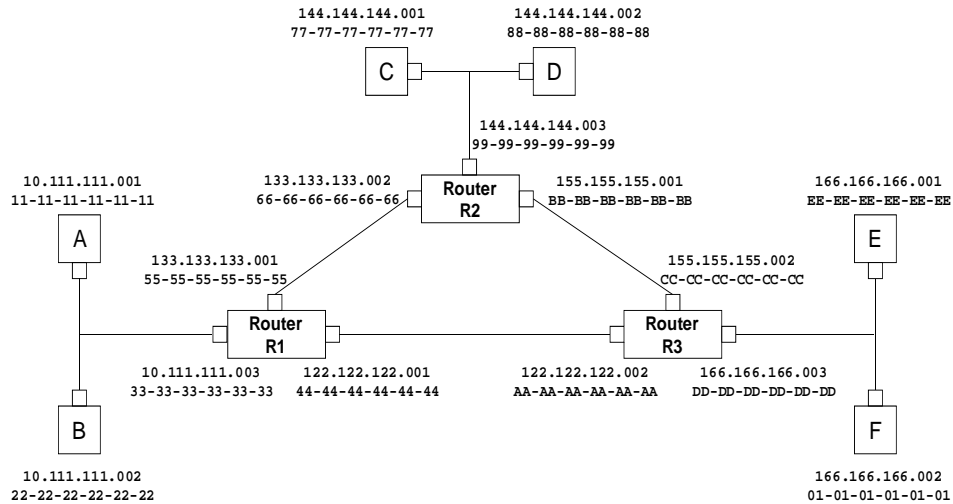 144.144.144.001
77-77-77-77-77-77
144.144.144.002
88-88-88-88-88-88
C
D
144.144.144.003
99-99-99-99-99-99
10.111.111.001
11-11-11-11-11-11
133.133.133.002
66-66-66-66-66-66
Router
R2
155.155.155.001
BB-BB-BB-BB-BB-BB
166.166.166.001
EE-EE-EE-EE-EE-EE
A
E
133.133.133.001
55-55-55-55-55-55
155.155.155.002
CC-CC-CC-CC-CC-CC
Router
R1
Router
R3
10.111.111.003
33-33-33-33-33-33
122.122.122.001
44-44-44-44-44-44
122.122.122.002
AA-AA-AA-AA-AA-AA
166.166.166.003
DD-DD-DD-DD-DD-DD
B
F
10.111.111.002
22-22-22-22-22-22
166.166.166.002
01-01-01-01-01-01